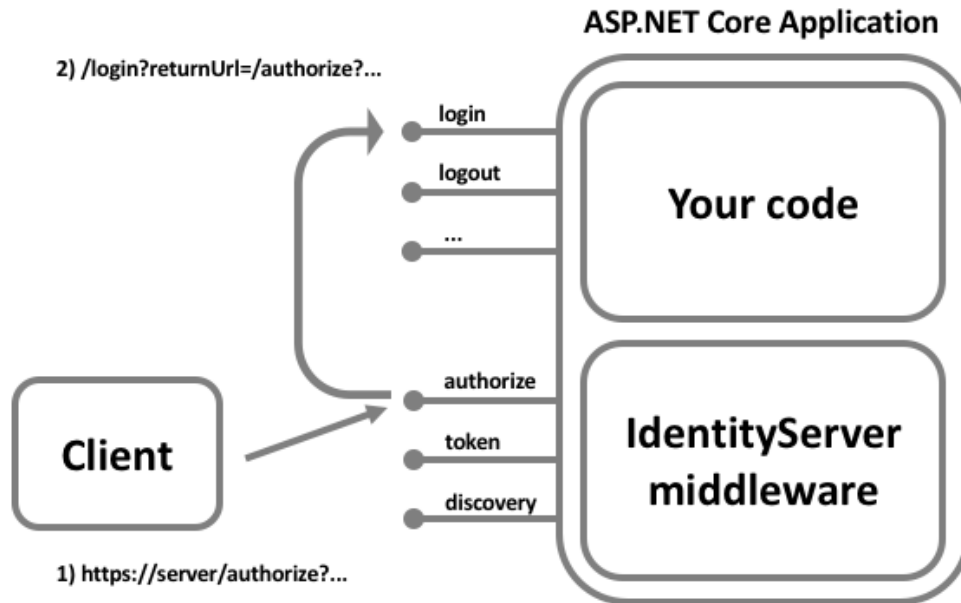 ASP.NET Core Application
2) /login?returnUrl=/authorize?...
login
logout
...
Your code
authorize
token
discovery
Client
IdentityServer
middleware
1) https://server/authorize?...